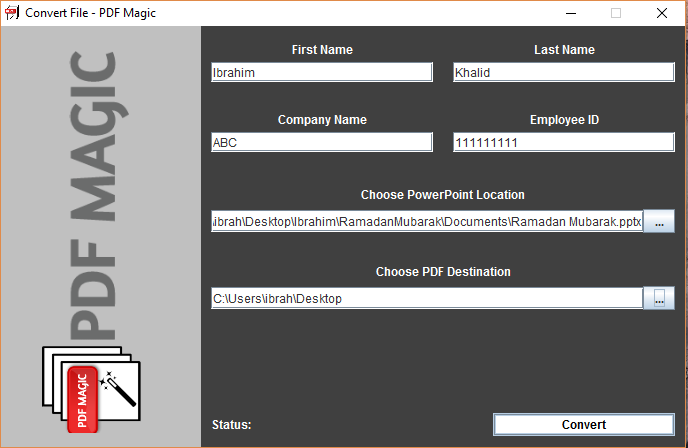 Convert File - PDF Magic
PDF MAGIC
First Name
Last Name
Ibrahim
Khalid
Company Name
Employee ID
ABC
111111111
Choose PowerPoint Location
\ibrah\Desktop\Ibrahim\RamadanMubarak\Documents\Ramadan Mubarak.pptx
...
Choose PDF Destination
C:\Users\ibrah\Desktop
...
PDF MAGIC
Status:
Convert